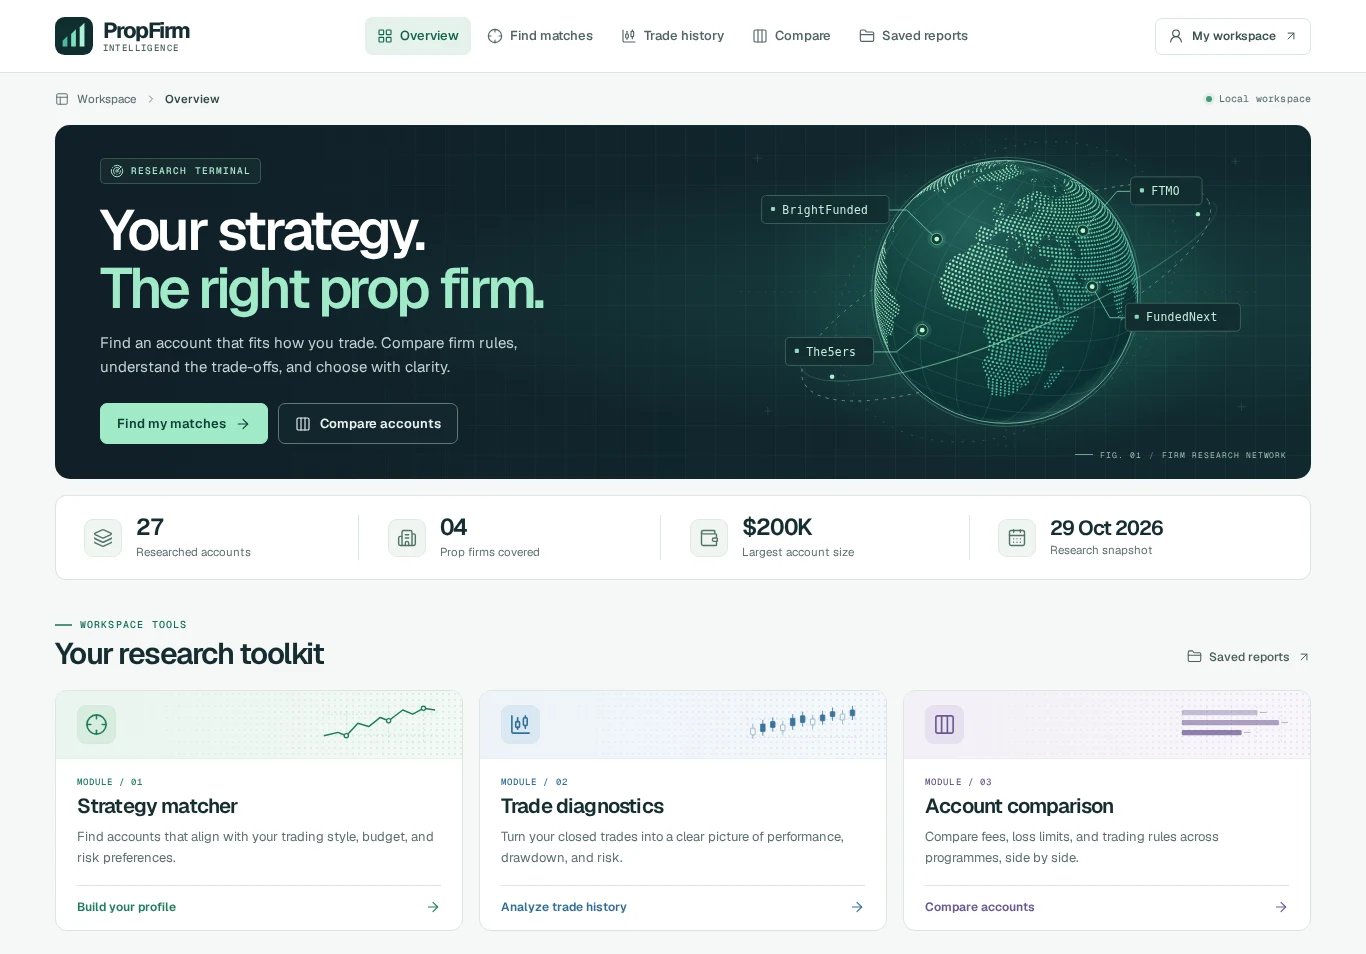 PropFirm
INTELLIGENCE
Overview
Find matches
Trade history
Compare
Saved reports
My workspace
Workspace
Overview
Local workspace
RESEARCH TERMINAL
Your strategy.
The right prop firm.
Find an account that fits how you trade. Compare firm rules,
understand the trade-offs, and choose with clarity.
Find my matches
Compare accounts
BrightFunded
FTMO
FundedNext
The5ers
FIG. 01 / FIRM RESEARCH NETWORK
27
Researched accounts
04
Prop firms covered
$200K
Largest account size
29 Oct 2026
Research snapshot
WORKSPACE TOOLS
Your research toolkit
Saved reports
MODULE / 01
Strategy matcher
Find accounts that align with your trading style, budget, and
risk preferences.
Build your profile
MODULE / 02
Trade diagnostics
Turn your closed trades into a clear picture of performance,
drawdown, and risk.
Analyze trade history
MODULE / 03
Account comparison
Compare fees, loss limits, and trading rules across
programmes, side by side.
Compare accounts